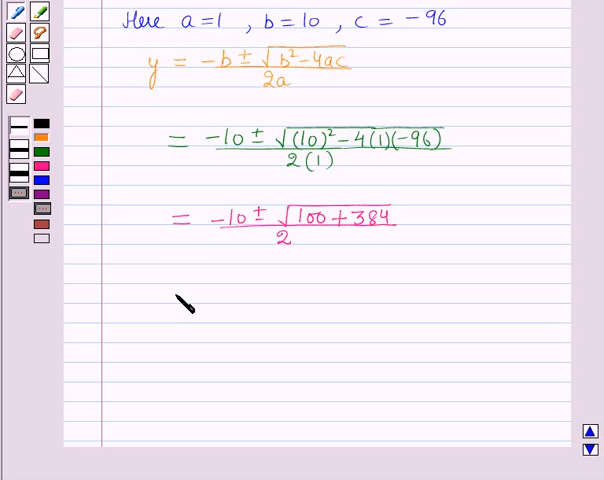 Here a = 1 , b = 10 , c = -96
y = -b ± √(b² - 4ac) / 2a
= -10 ± √((10)² - 4(1)(-96)) / 2(1)
= -10 ± √(100 + 384) / 2